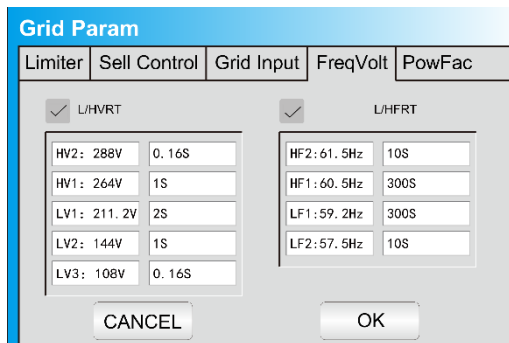 Grid Param
Limiter Sell Control Grid Input FreqVolt PowFac
L/HVRT
HV2: 288V 0.16S
HV1: 264V 1S
LV1: 211.2V 2S
LV2: 144V 1S
LV3: 108V 0.16S
L/HFRT
HF2:61.5Hz 10S
HF1:60.5Hz 300S
LF1:59.2Hz 300S
LF2:57.5Hz 10S
CANCEL OK